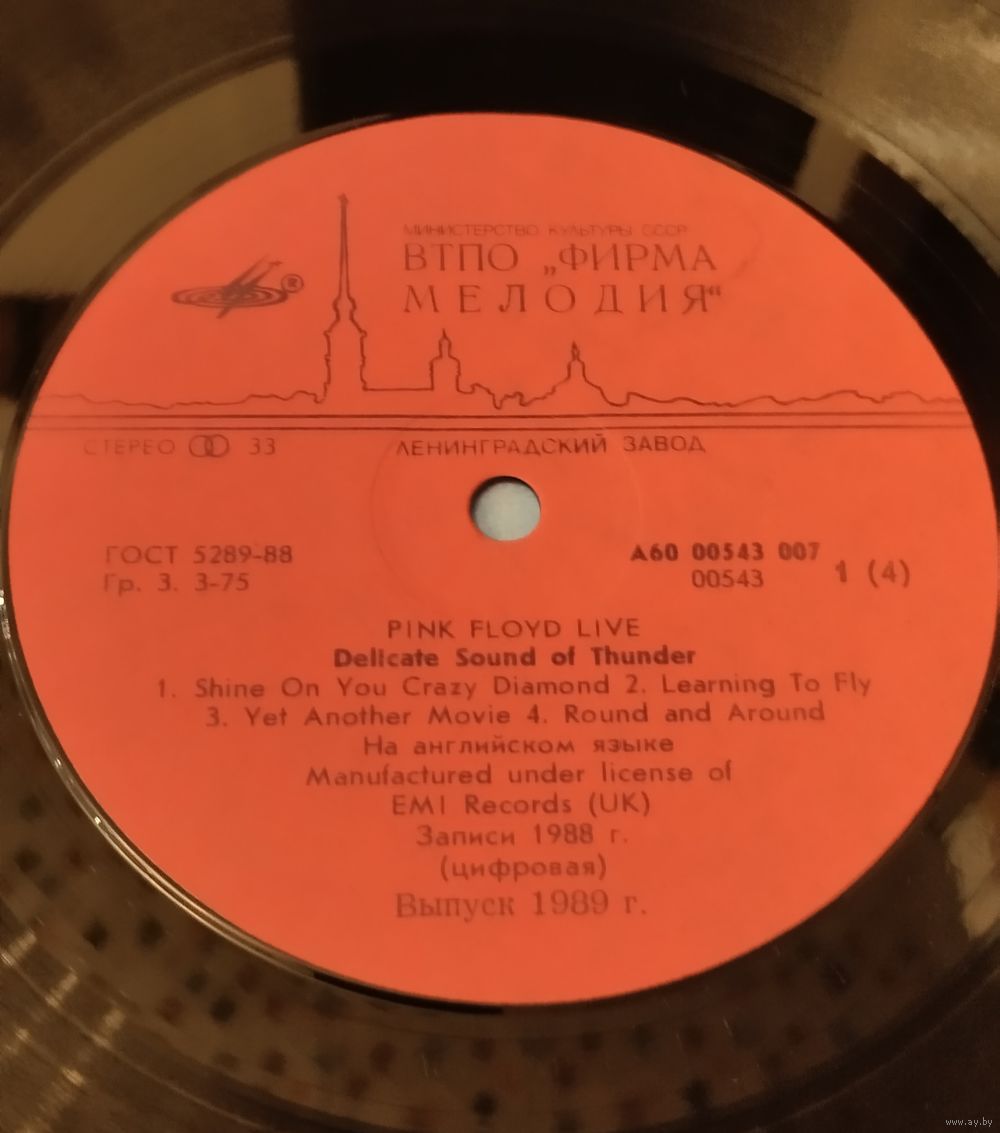 МИНИСТЕРСТВО КУЛЬТУРЫ СССР
ВТПО „ФИРМА
МЕЛОДИЯ“
®
СТЕРЕО 33
ЛЕНИНГРАДСКИЙ ЗАВОД
ГОСТ 5289-88
Гр. 3. 3-75
А60 00543 007
00543
1 (4)
PINK FLOYD LIVE
Delicate Sound of Thunder
1. Shine On You Crazy Diamond 2. Learning To Fly
3. Yet Another Movie 4. Round and Around
На английском языке
Manufactured under license of
EMI Records (UK)
Записи 1988 г.
(цифровая)
Выпуск 1989 г.
www.ay.by